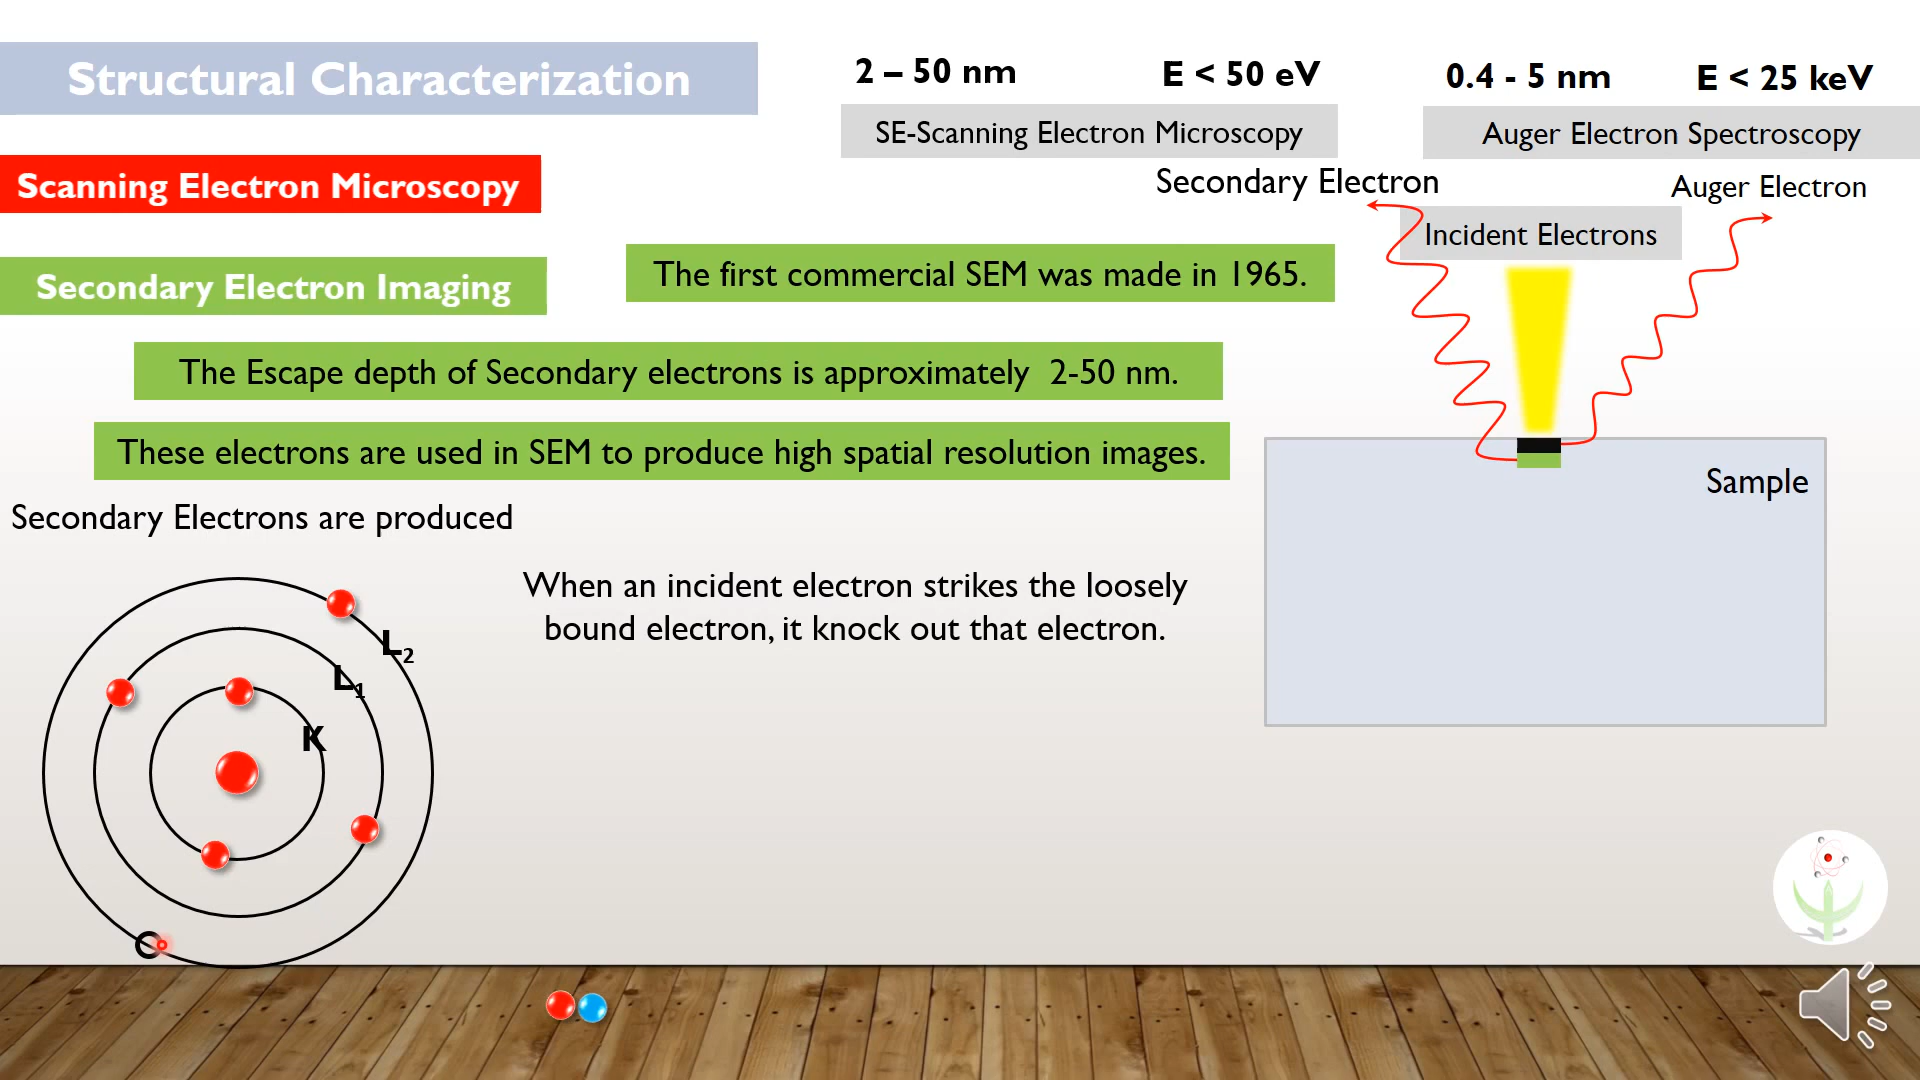 Structural Characterization
2 – 50 nm
E < 50 eV
0.4 - 5 nm
E < 25 keV
SE-Scanning Electron Microscopy
Auger Electron Spectroscopy
Scanning Electron Microscopy
Secondary Electron
Auger Electron
Incident Electrons
Secondary Electron Imaging
The first commercial SEM was made in 1965.
The Escape depth of Secondary electrons is approximately 2-50 nm.
These electrons are used in SEM to produce high spatial resolution images.
Sample
Secondary Electrons are produced
When an incident electron strikes the loosely
bound electron, it knock out that electron.
L2
L1
K